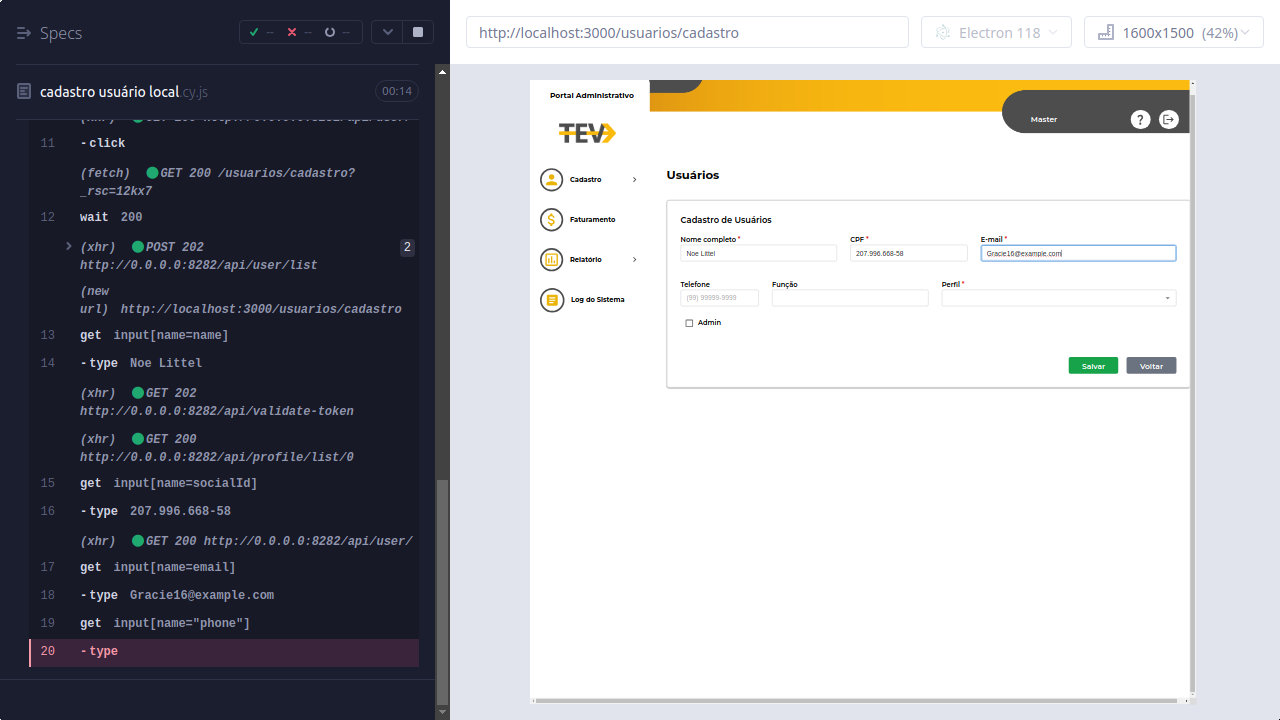 Specs
-- -- --
http://localhost:3000/usuarios/cadastro
Electron 118
1600x1500 (42%)
cadastro usuário local.cy.js
00:14
11 -click
(fetch) GET 200 /usuarios/cadastro?
_rsc=12kx7
12 wait 200
(xhr) POST 202 2
http://0.0.0.0:8282/api/user/list
(new
url) http://localhost:3000/usuarios/cadastro
13 get input[name=name]
14 -type Noe Littel
(xhr) GET 202
http://0.0.0.0:8282/api/validate-token
(xhr) GET 200
http://0.0.0.0:8282/api/profile/list/0
15 get input[name=socialId]
16 -type 207.996.668-58
(xhr) GET 200 http://0.0.0.0:8282/api/user/
17 get input[name=email]
18 -type Gracie16@example.com
19 get input[name="phone"]
20 -type
Portal Administrativo
TEV
Master
?
Cadastro
Faturamento
Relatório
Log do Sistema
Usuários
Cadastro de Usuários
Nome completo * CPF * E-mail *
Noe Littel 207.996.668-58 Gracie16@example.com
Telefone Função Perfil *
(99) 99999-9999
Admin
Salvar Voltar